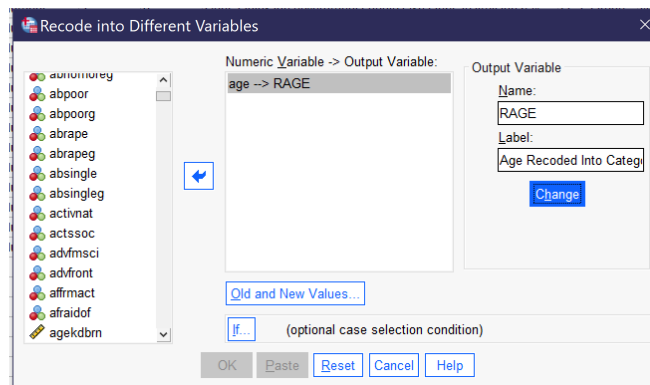 Recode into Different Variables
abnomoreg
abpoor
abpoorg
abrape
abrapeg
absingle
absingleg
activnat
actssoc
advfmsci
advfront
affrmact
afraidof
agekdbrn
Numeric Variable -> Output Variable:
age --> RAGE
Old and New Values...
If... (optional case selection condition)
Output Variable
Name:
RAGE
Label:
Age Recoded Into Categ
Change
OK Paste Reset Cancel Help